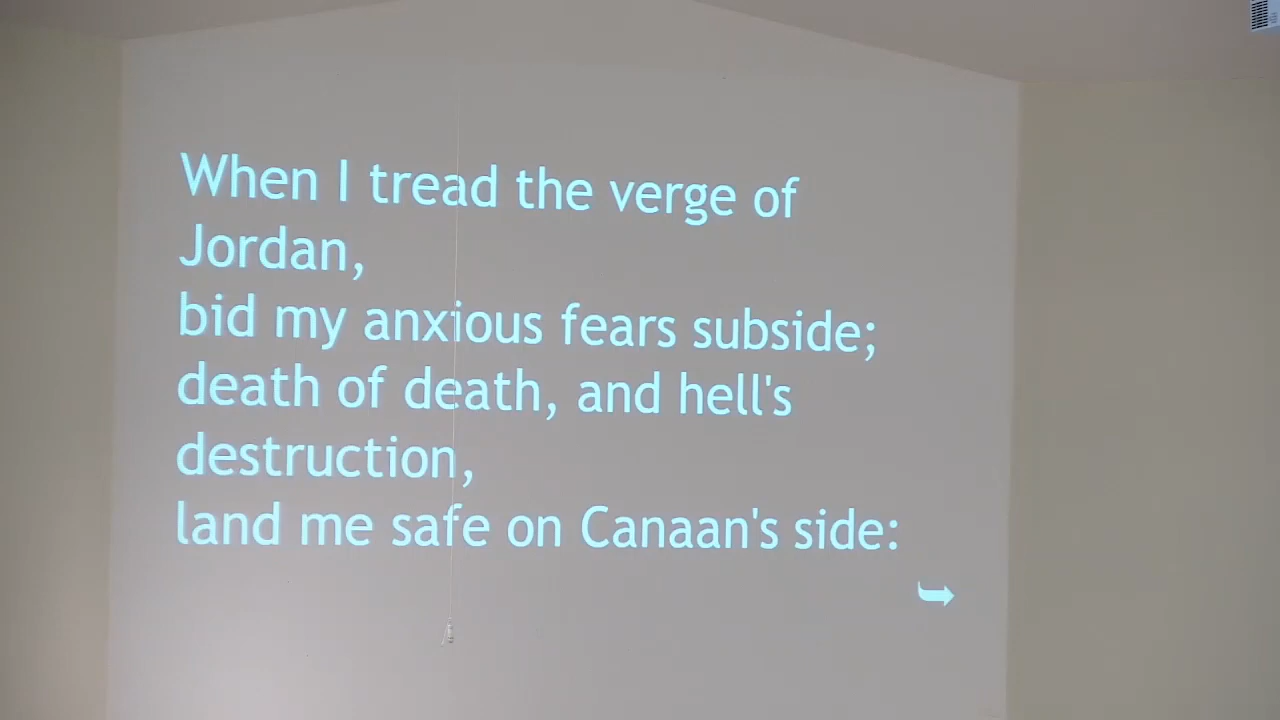 When I tread the verge of
Jordan,
bid my anxious fears subside;
death of death, and hell's
destruction,
land me safe on Canaan's side: